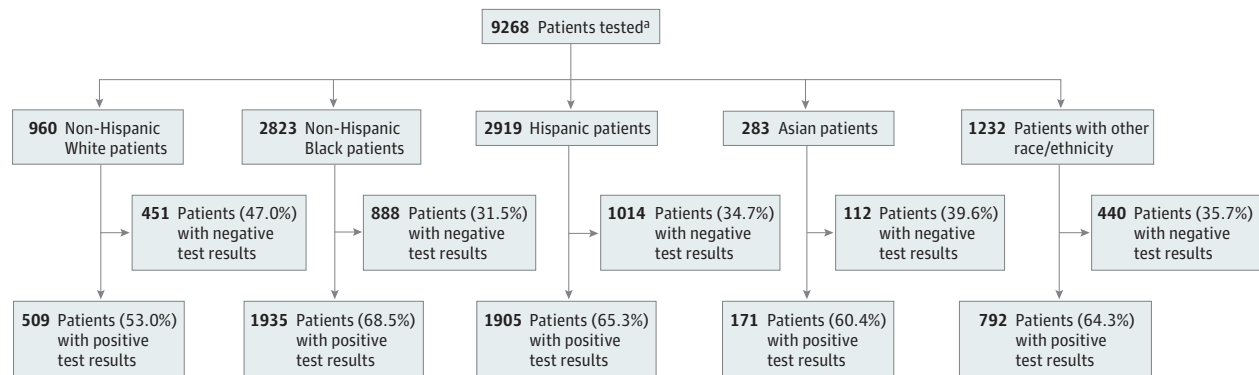 9268 Patients testedᵃ
960 Non-Hispanic
White patients
2823 Non-Hispanic
Black patients
2919 Hispanic patients
283 Asian patients
1232 Patients with other
race/ethnicity
451 Patients (47.0%)
with negative
test results
888 Patients (31.5%)
with negative
test results
1014 Patients (34.7%)
with negative
test results
112 Patients (39.6%)
with negative
test results
440 Patients (35.7%)
with negative
test results
509 Patients (53.0%)
with positive
test results
1935 Patients (68.5%)
with positive
test results
1905 Patients (65.3%)
with positive
test results
171 Patients (60.4%)
with positive
test results
792 Patients (64.3%)
with positive
test results